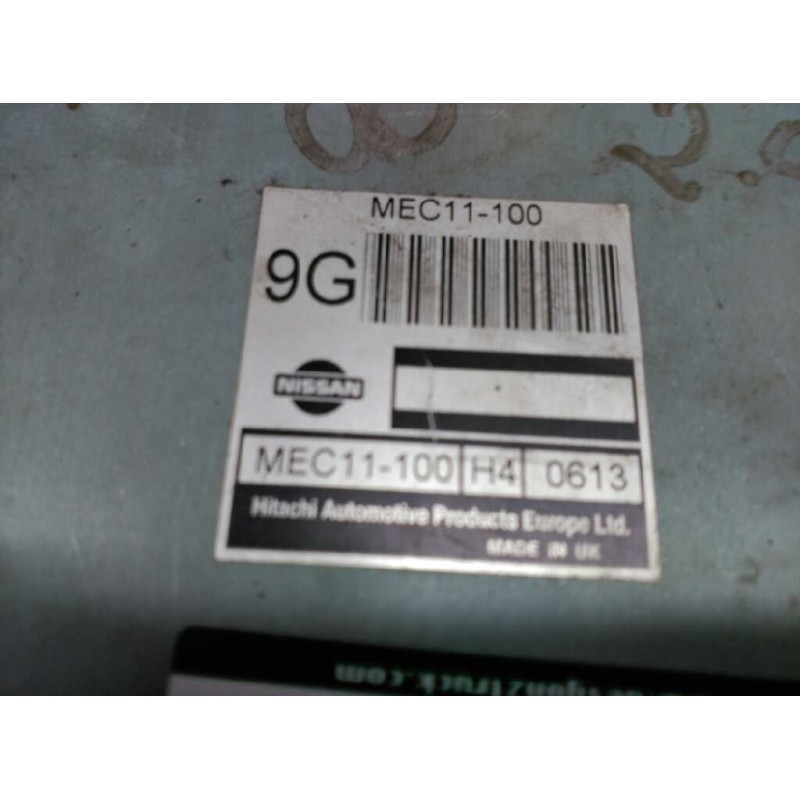 MEC11-100
9G
NISSAN
MEC11-100 H4 0613
Hitachi Automotive Products Europe Ltd.
MADE IN UK